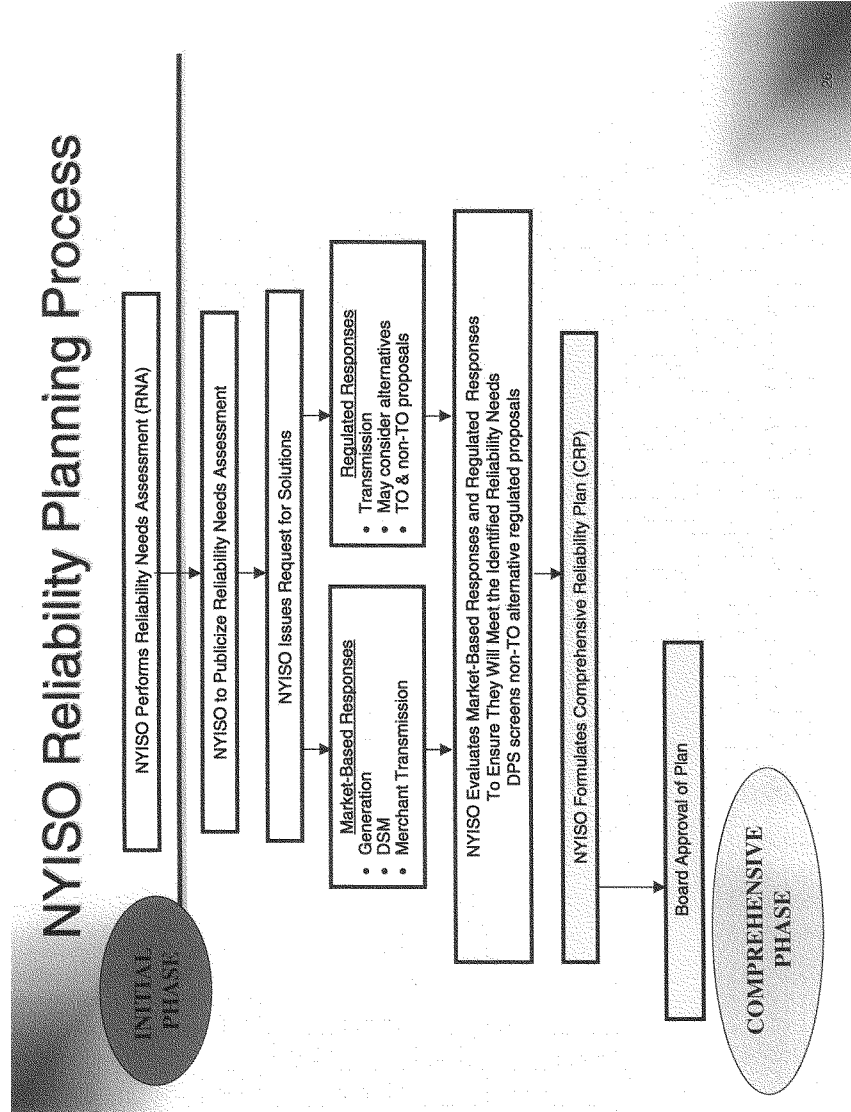 NYISO Reliability Planning Process
INITIAL
PHASE
NYISO Performs Reliability Needs Assessment (RNA)
NYISO to Publicize Reliability Needs Assessment
NYISO Issues Request for Solutions
Market-Based Responses
• Generation
• DSM
• Merchant Transmission
Regulated Responses
• Transmission
• May consider alternatives
• TO & non-TO proposals
NYISO Evaluates Market-Based Responses and Regulated Responses
To Ensure They Will Meet the Identified Reliability Needs
DPS screens non-TO alternative regulated proposals
NYISO Formulates Comprehensive Reliability Plan (CRP)
Board Approval of Plan
COMPREHENSIVE
PHASE
26